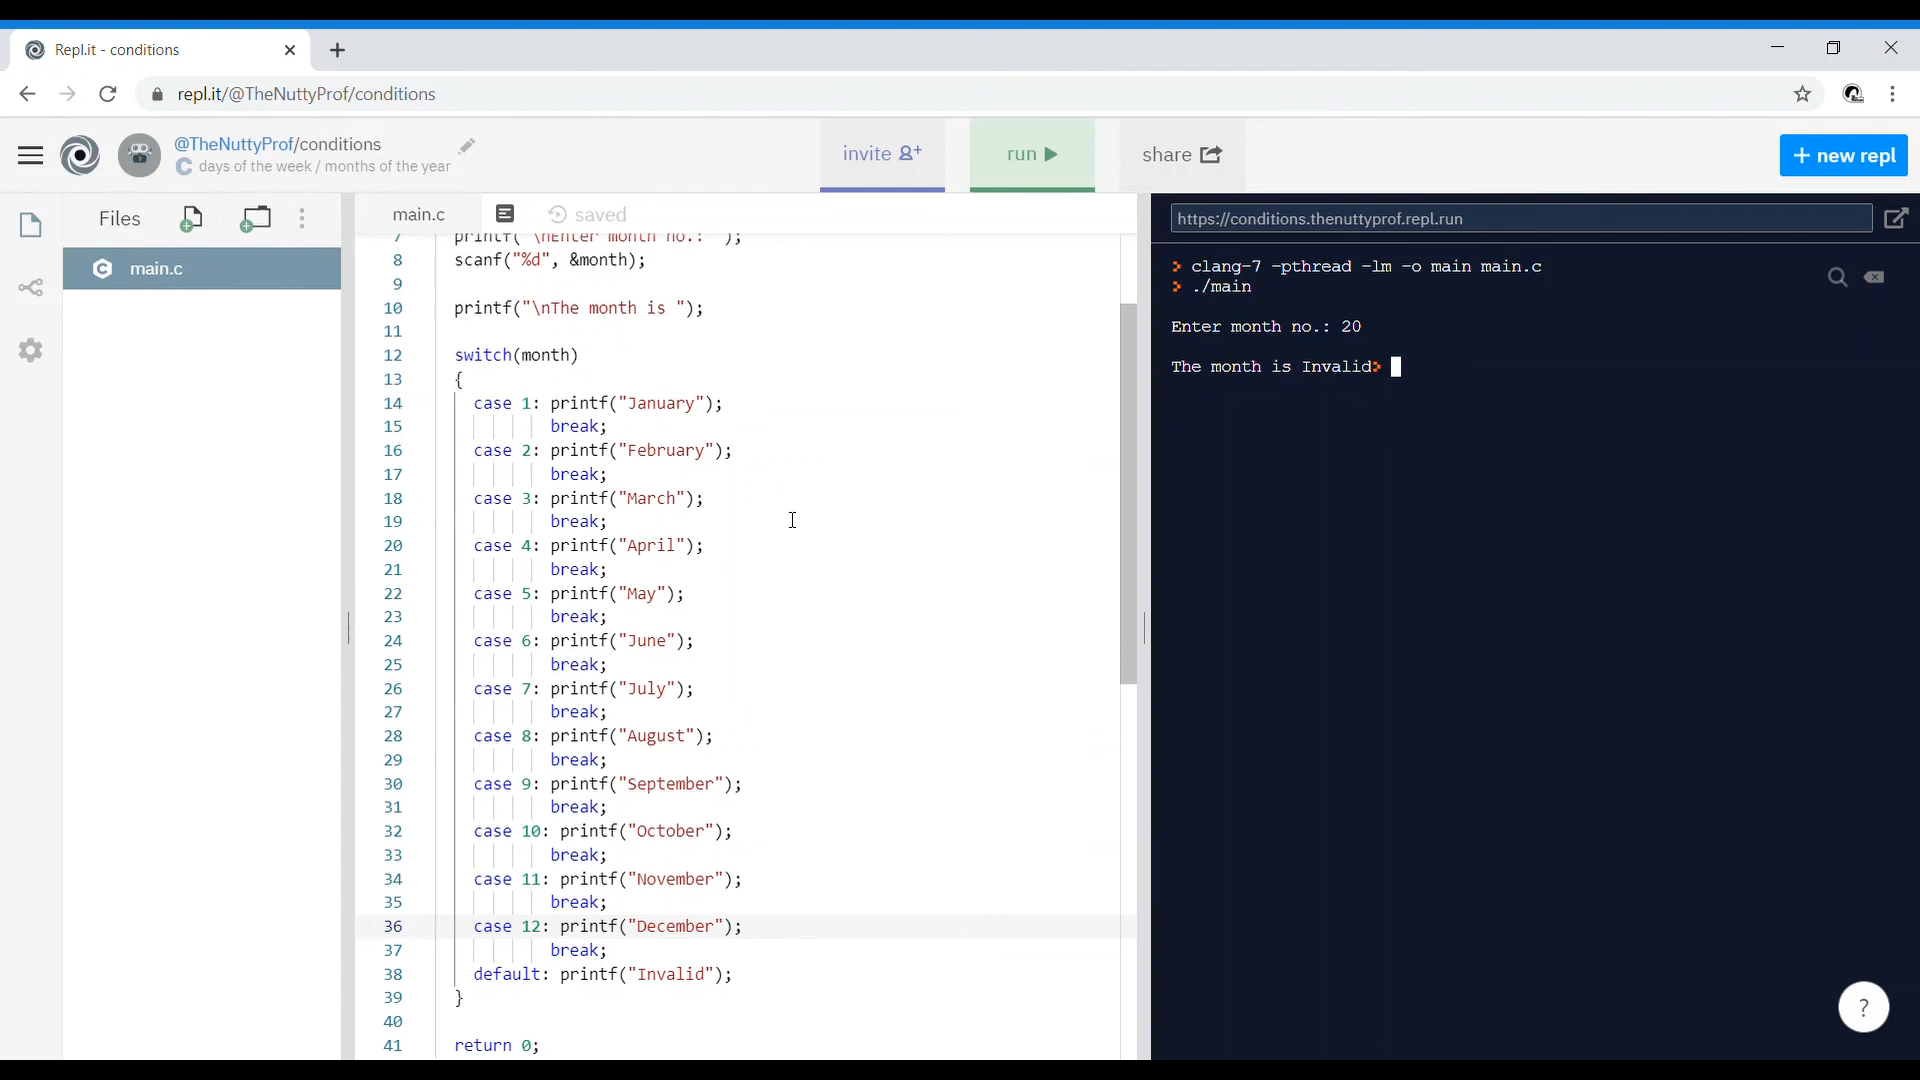 Repl.it - conditions
repl.it/@TheNuttyProf/conditions
@TheNuttyProf/conditions
days of the week / months of the year
invite
run
share
+ new repl
Files
main.c
main.c
saved
https://conditions.thenuttyprof.repl.run
7 printf("\nEnter month no.: ");
8 scanf("%d", &month);
9
10 printf("\nThe month is ");
11
12 switch(month)
13 {
14 case 1: printf("January");
15 break;
16 case 2: printf("February");
17 break;
18 case 3: printf("March");
19 break;
20 case 4: printf("April");
21 break;
22 case 5: printf("May");
23 break;
24 case 6: printf("June");
25 break;
26 case 7: printf("July");
27 break;
28 case 8: printf("August");
29 break;
30 case 9: printf("September");
31 break;
32 case 10: printf("October");
33 break;
34 case 11: printf("November");
35 break;
36 case 12: printf("December");
37 break;
38 default: printf("Invalid");
39 }
40
41 return 0;
> clang-7 -pthread -lm -o main main.c
> ./main
Enter month no.: 20
The month is Invalid>
?